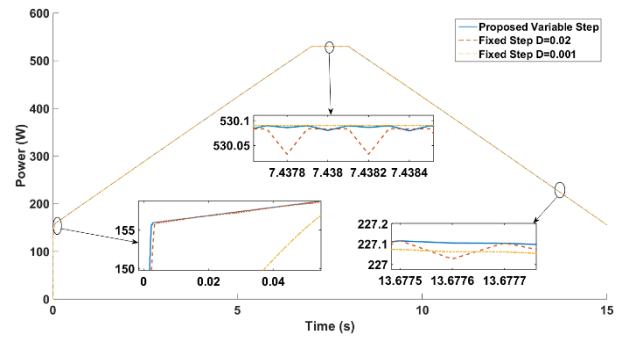 600
500
400
300
200
100
0
Power (W)
Proposed Variable Step
Fixed Step D=0.02
Fixed Step D=0.001
530.1
530.05
7.4378 7.438 7.4382 7.4384
155
150
0 0.02 0.04
227.2
227.1
227
13.6775 13.6776 13.6777
0 5 10 15
Time (s)